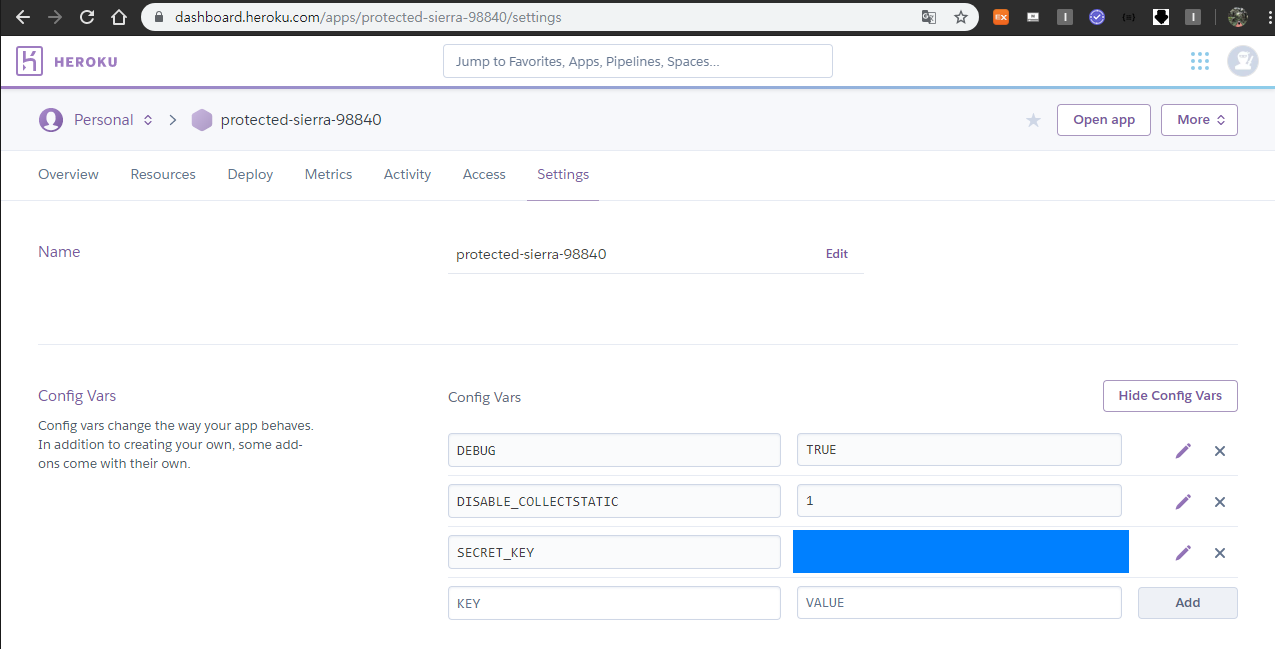 dashboard.heroku.com/apps/protected-sierra-98840/settings
HEROKU
Jump to Favorites, Apps, Pipelines, Spaces...
Personal
protected-sierra-98840
Open app
More
Overview
Resources
Deploy
Metrics
Activity
Access
Settings
Name
protected-sierra-98840
Edit
Config Vars
Config vars change the way your app behaves.
In addition to creating your own, some add-
ons come with their own.
Config Vars
Hide Config Vars
DEBUG
TRUE
DISABLE_COLLECTSTATIC
1
SECRET_KEY
KEY
VALUE
Add